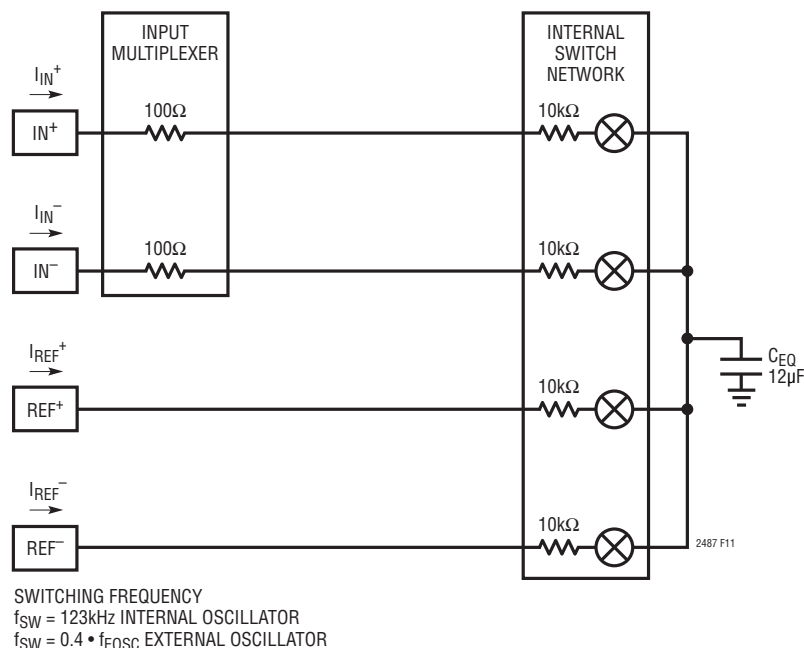 INPUT
MULTIPLEXER
INTERNAL
SWITCH
NETWORK
IIN+
100Ω
10kΩ
IN+
IIN–
100Ω
10kΩ
IN–
IREF+
CEQ
12µF
10kΩ
REF+
IREF–
10kΩ
REF–
2487 F11
SWITCHING FREQUENCY
fSW = 123kHz INTERNAL OSCILLATOR
fSW = 0.4 • fEOSC EXTERNAL OSCILLATOR